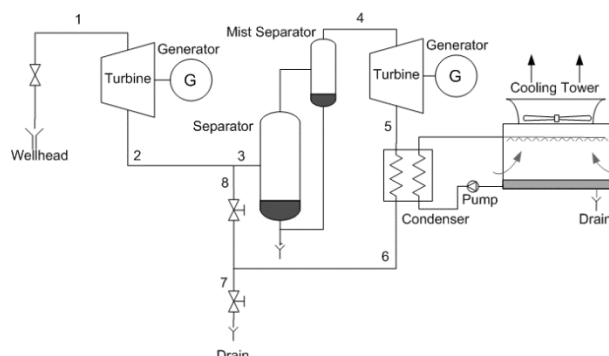 1
4
Mist Separator
Generator
Generator
Turbine
G
Turbine
G
Cooling Tower
Separator
5
Wellhead
2
3
8
Condenser
Pump
Drain
6
7
Drain